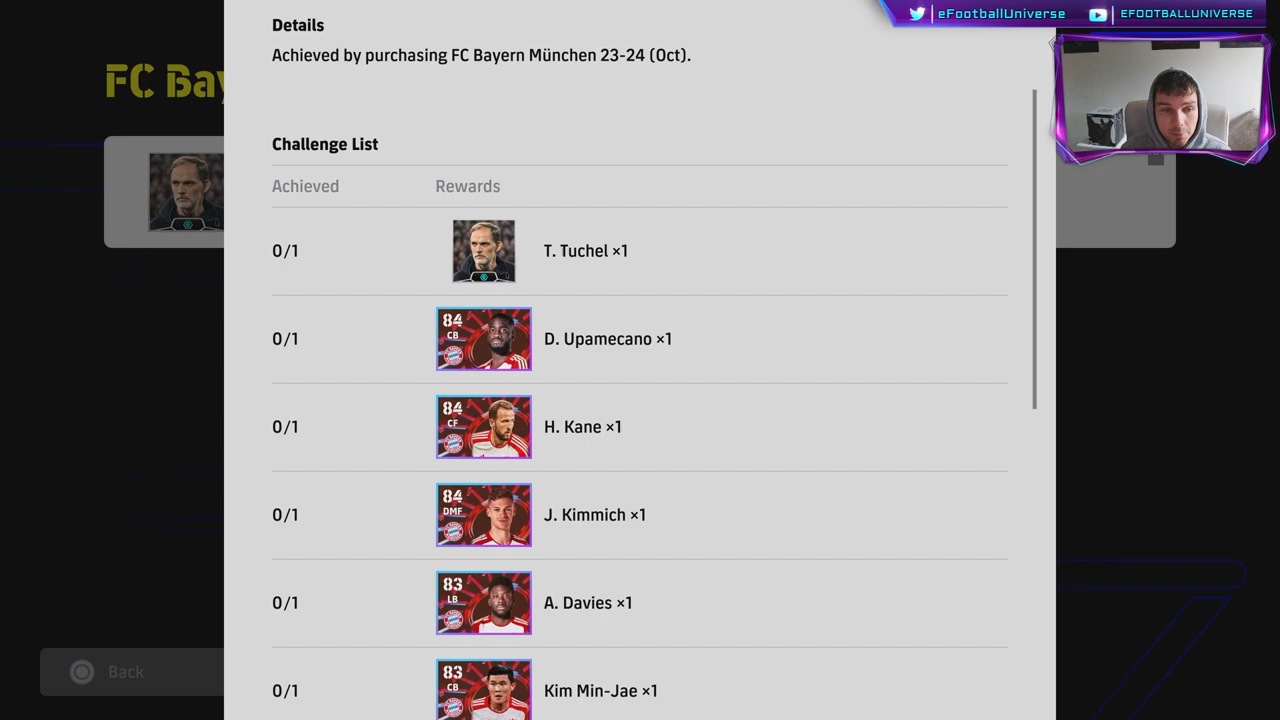 eFootballUniverse
EFOOTBALLUNIVERSE
Details
Achieved by purchasing FC Bayern München 23-24 (Oct).
FC Bay
Challenge List
Achieved
Rewards
0/1
T. Tuchel ×1
0/1
84
CB
D. Upamecano ×1
0/1
84
CF
H. Kane ×1
0/1
84
DMF
J. Kimmich ×1
0/1
83
LB
A. Davies ×1
0/1
83
CB
Kim Min-Jae ×1
Back